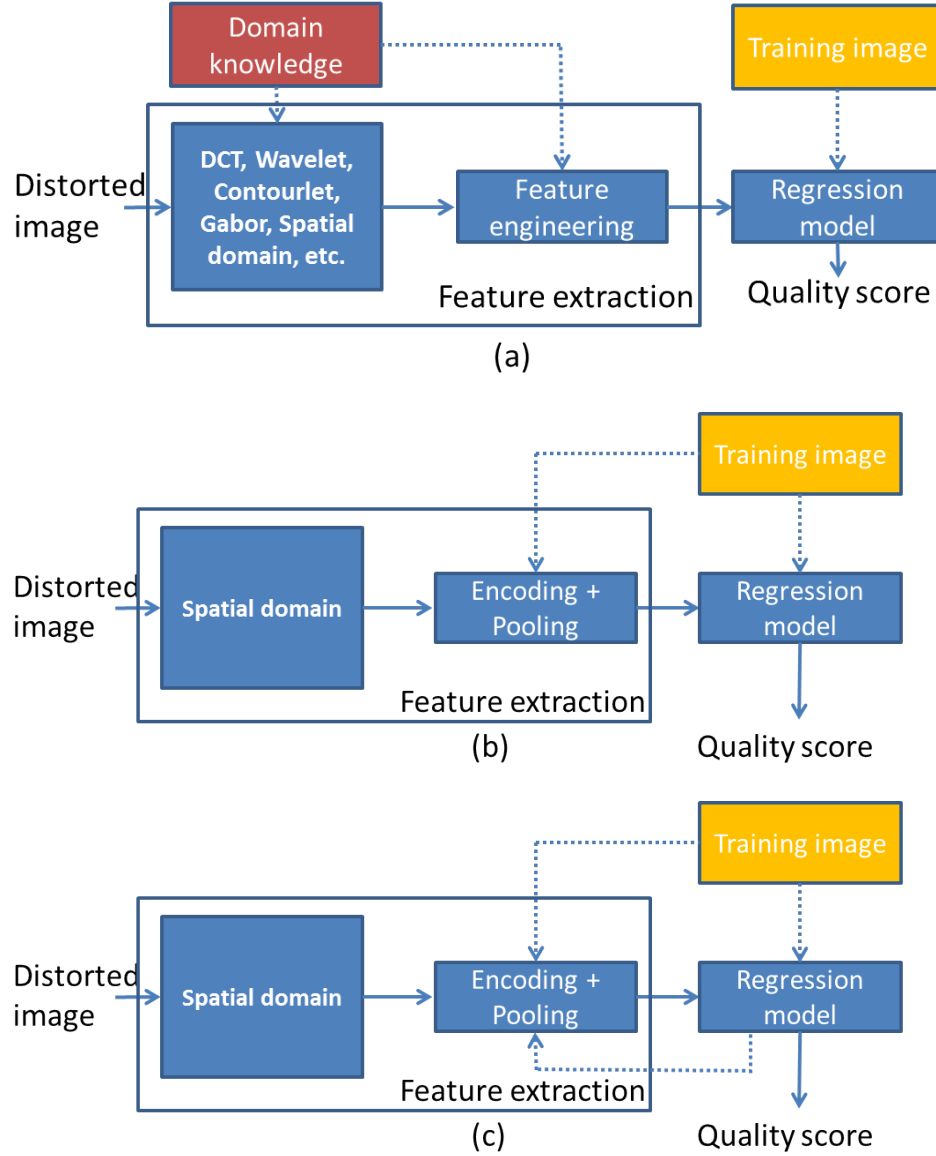 Domain
knowledge
Training image
DCT, Wavelet,
Contourlet,
Gabor, Spatial
domain, etc.
Distorted
image
Feature
engineering
Regression
model
Feature extraction
Quality score
(a)
Training image
Distorted
image
Spatial domain
Encoding +
Pooling
Regression
model
Feature extraction
(b)
Quality score
Training image
Distorted
image
Spatial domain
Encoding +
Pooling
Regression
model
Feature extraction
(c)
Quality score